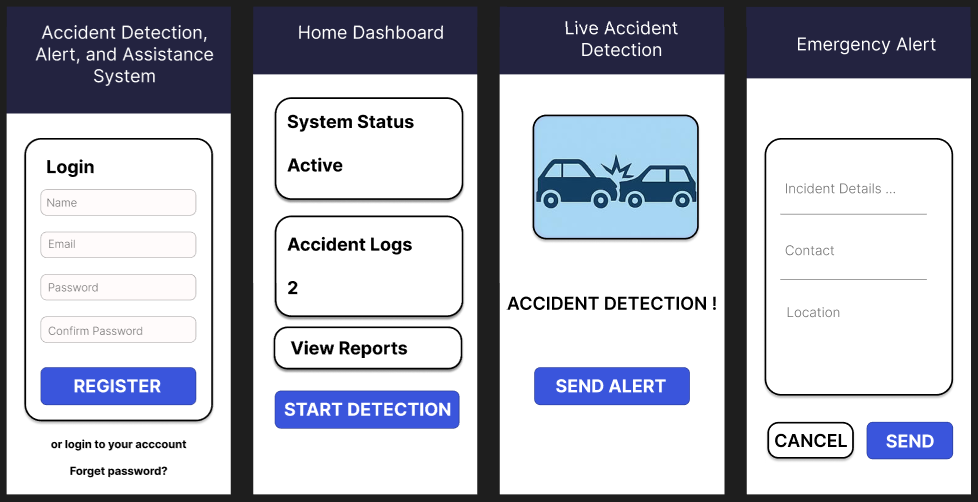 Accident Detection,
Alert, and Assistance
System
Login
Name
Email
Password
Confirm Password
REGISTER
or login to your acccount
Forget password?
Home Dashboard
System Status
Active
Accident Logs
2
View Reports
START DETECTION
Live Accident
Detection
ACCIDENT DETECTION !
SEND ALERT
Emergency Alert
Incident Details ...
Contact
Location
CANCEL
SEND